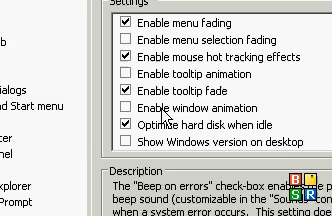 Settings
Enable menu fading
Enable menu selection fading
Enable mouse hot tracking effects
Enable tooltip animation
ialogs
Enable tooltip fade
nd Start menu
Enable window animation
Optimize hard disk when idle
ter
Show Windows version on desktop
nel
Description
The "Beep on errors" check-box enables the
xplorer
beep sound (customizable in the "Sounds" Con
Prompt
when a system error occurs. This setting do
B
S R